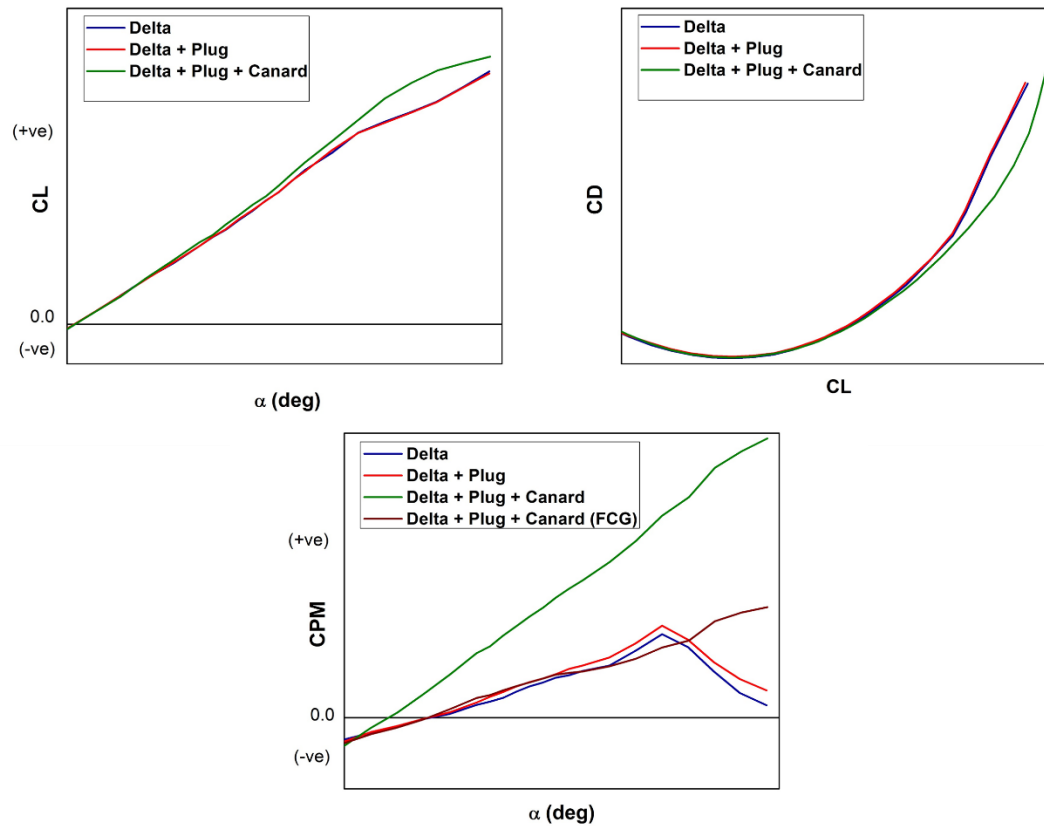 Delta
Delta + Plug
Delta + Plug + Canard
(+ve)
CL
0.0
(-ve)
α (deg)
Delta
Delta + Plug
Delta + Plug + Canard
CD
CL
Delta
Delta + Plug
Delta + Plug + Canard
Delta + Plug + Canard (FCG)
(+ve)
CPM
0.0
(-ve)
α (deg)